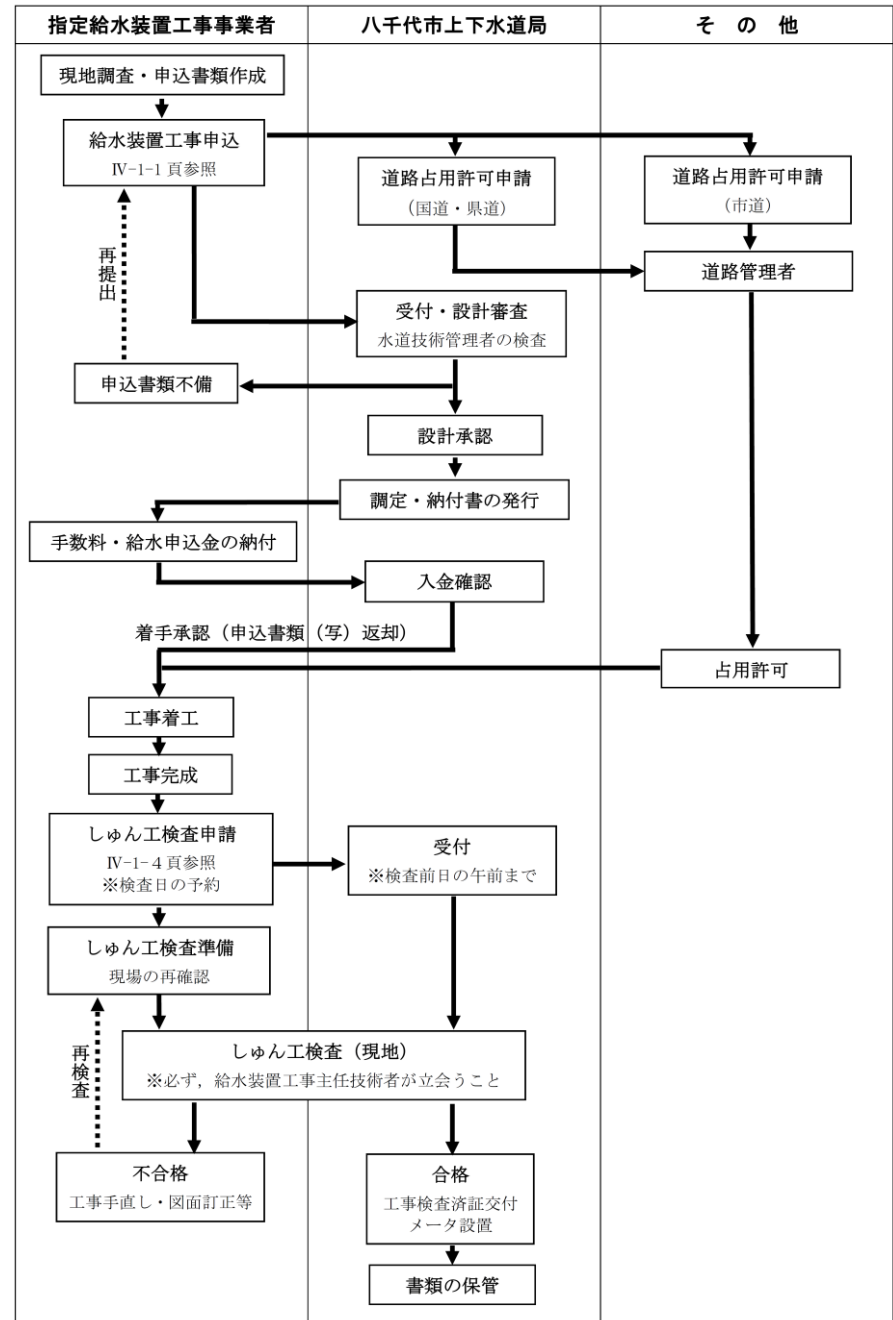 指定給水装置工事事業者
八千代市上下水道局
そ の 他
現地調査・申込書類作成
給水装置工事申込
Ⅳ-1-1 頁参照
道路占用許可申請
（国道・県道）
道路占用許可申請
（市道）
道路管理者
再提出
受付・設計審査
水道技術管理者の検査
申込書類不備
設計承認
調定・納付書の発行
手数料・給水申込金の納付
入金確認
着手承認（申込書類（写）返却）
占用許可
工事着工
工事完成
しゅん工検査申請
Ⅳ-1-４頁参照
※検査日の予約
受付
※検査前日の午前まで
しゅん工検査準備
現場の再確認
再検査
しゅん工検査（現地）
※必ず，給水装置工事主任技術者が立会うこと
不合格
工事手直し・図面訂正等
合格
工事検査済証交付
メータ設置
書類の保管